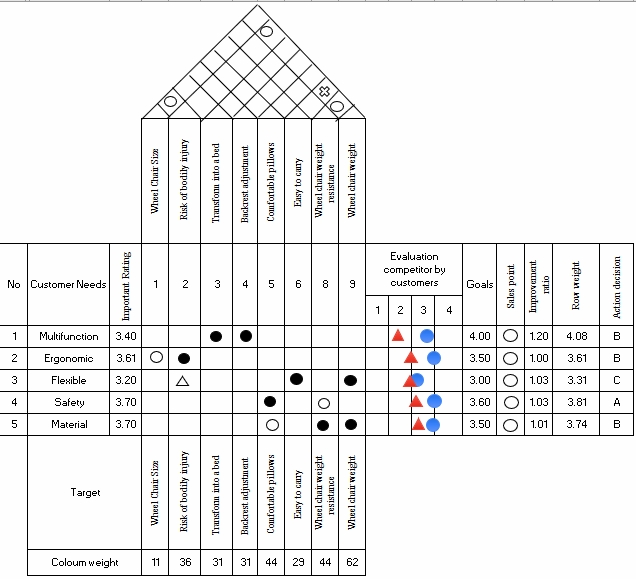 Wheel Chair Size
Risk of bodily injury
Transform into a bed
Backrest adjustment
Comfortable pillows
Easy to carry
Wheel chair weight
resistance
Wheel chair weight
No Customer Needs Important Rating 1 2 3 4 5 6 8 9
Evaluation
competitor by
customers
1 2 3 4
Goals Sales point Improvement
ratio
Row weight Action decision
1 Multifunction 3.40 4.00 1.20 4.08 B
2 Ergonomic 3.61 3.50 1.00 3.61 B
3 Flexible 3.20 3.00 1.03 3.31 C
4 Safety 3.70 3.60 1.03 3.81 A
5 Material 3.70 3.50 1.01 3.74 B
Target
Wheel Chair Size
Risk of bodily injury
Transform into a bed
Backrest adjustment
Comfortable pillows
Easy to carry
Wheel chair weight
resistance
Wheel chair weight
Coloum weight 11 36 31 31 44 29 44 62